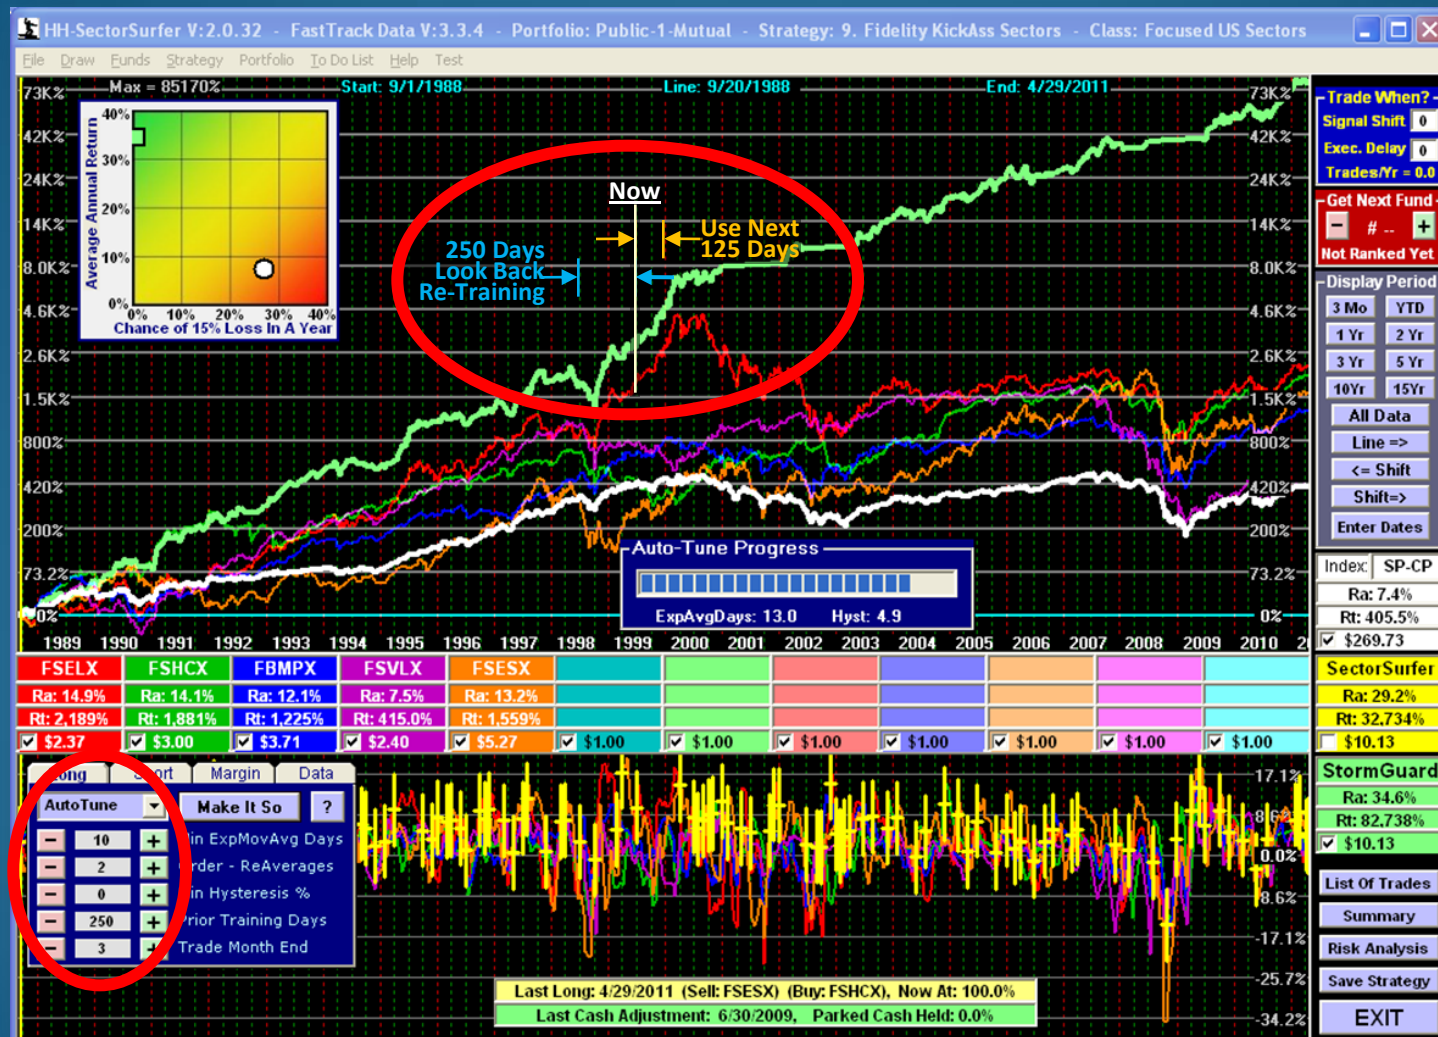 HH-SectorSurfer V:2.0.32 - FastTrack Data V:3.3.4 - Portfolio: Public-1-Mutual - Strategy: 9. Fidelity KickAss Sectors - Class: Focused US Sectors
File Draw Funds Strategy Portfolio To Do List Help Test
Max = 85170% Start: 9/1/1988 Line: 9/20/1988 End: 4/29/2011
73K% 73K%
42K% 42K%
24K% 24K%
14K% 14K%
8.0K% 8.0K%
4.6K% 4.6K%
2.6K% 2.6K%
1.5K% 1.5K%
800% 800%
420% 420%
200% 200%
73.2% 73.2%
0% 0%
Average Annual Return
40%
30%
20%
10%
0%
0% 10% 20% 30% 40%
Chance of 15% Loss In A Year
Now
Use Next
125 Days
250 Days
Look Back
Re-Training
Auto-Tune Progress
ExpAvgDays: 13.0 Hyst: 4.9
1989 1990 1991 1992 1993 1994 1995 1996 1997 1998 1999 2000 2001 2002 2003 2004 2005 2006 2007 2008 2009 2010 2
FSELX FSHCX FBMPX FSVLX FSESX
Ra: 14.9% Ra: 14.1% Ra: 12.1% Ra: 7.5% Ra: 13.2%
Rt: 2,189% Rt: 1,881% Rt: 1,225% Rt: 415.0% Rt: 1,559%
$2.37 $3.00 $3.71 $2.40 $5.27 $1.00 $1.00 $1.00 $1.00 $1.00 $1.00 $1.00
Long Short Margin Data
AutoTune Make It So ?
- 10 + in ExpMovAvg Days
- 2 + rder - ReAverages
- 0 + in Hysteresis %
- 250 + rior Training Days
- 3 + Trade Month End
17.1%
8.6%
0.0%
-8.6%
-17.1%
-25.7%
-34.2%
Last Long: 4/29/2011 (Sell: FSESX) (Buy: FSHCX), Now At: 100.0%
Last Cash Adjustment: 6/30/2009, Parked Cash Held: 0.0%
Trade When?
Signal Shift 0
Exec. Delay 0
Trades/Yr = 0.0
Get Next Fund
- # -- +
Not Ranked Yet
Display Period
3 Mo YTD
1 Yr 2 Yr
3 Yr 5 Yr
10Yr 15Yr
All Data
Line =>
<= Shift
Shift=>
Enter Dates
Index: SP-CP
Ra: 7.4%
Rt: 405.5%
$269.73
SectorSurfer
Ra: 29.2%
Rt: 32,734%
$10.13
StormGuard
Ra: 34.6%
Rt: 82,738%
$10.13
List Of Trades
Summary
Risk Analysis
Save Strategy
EXIT